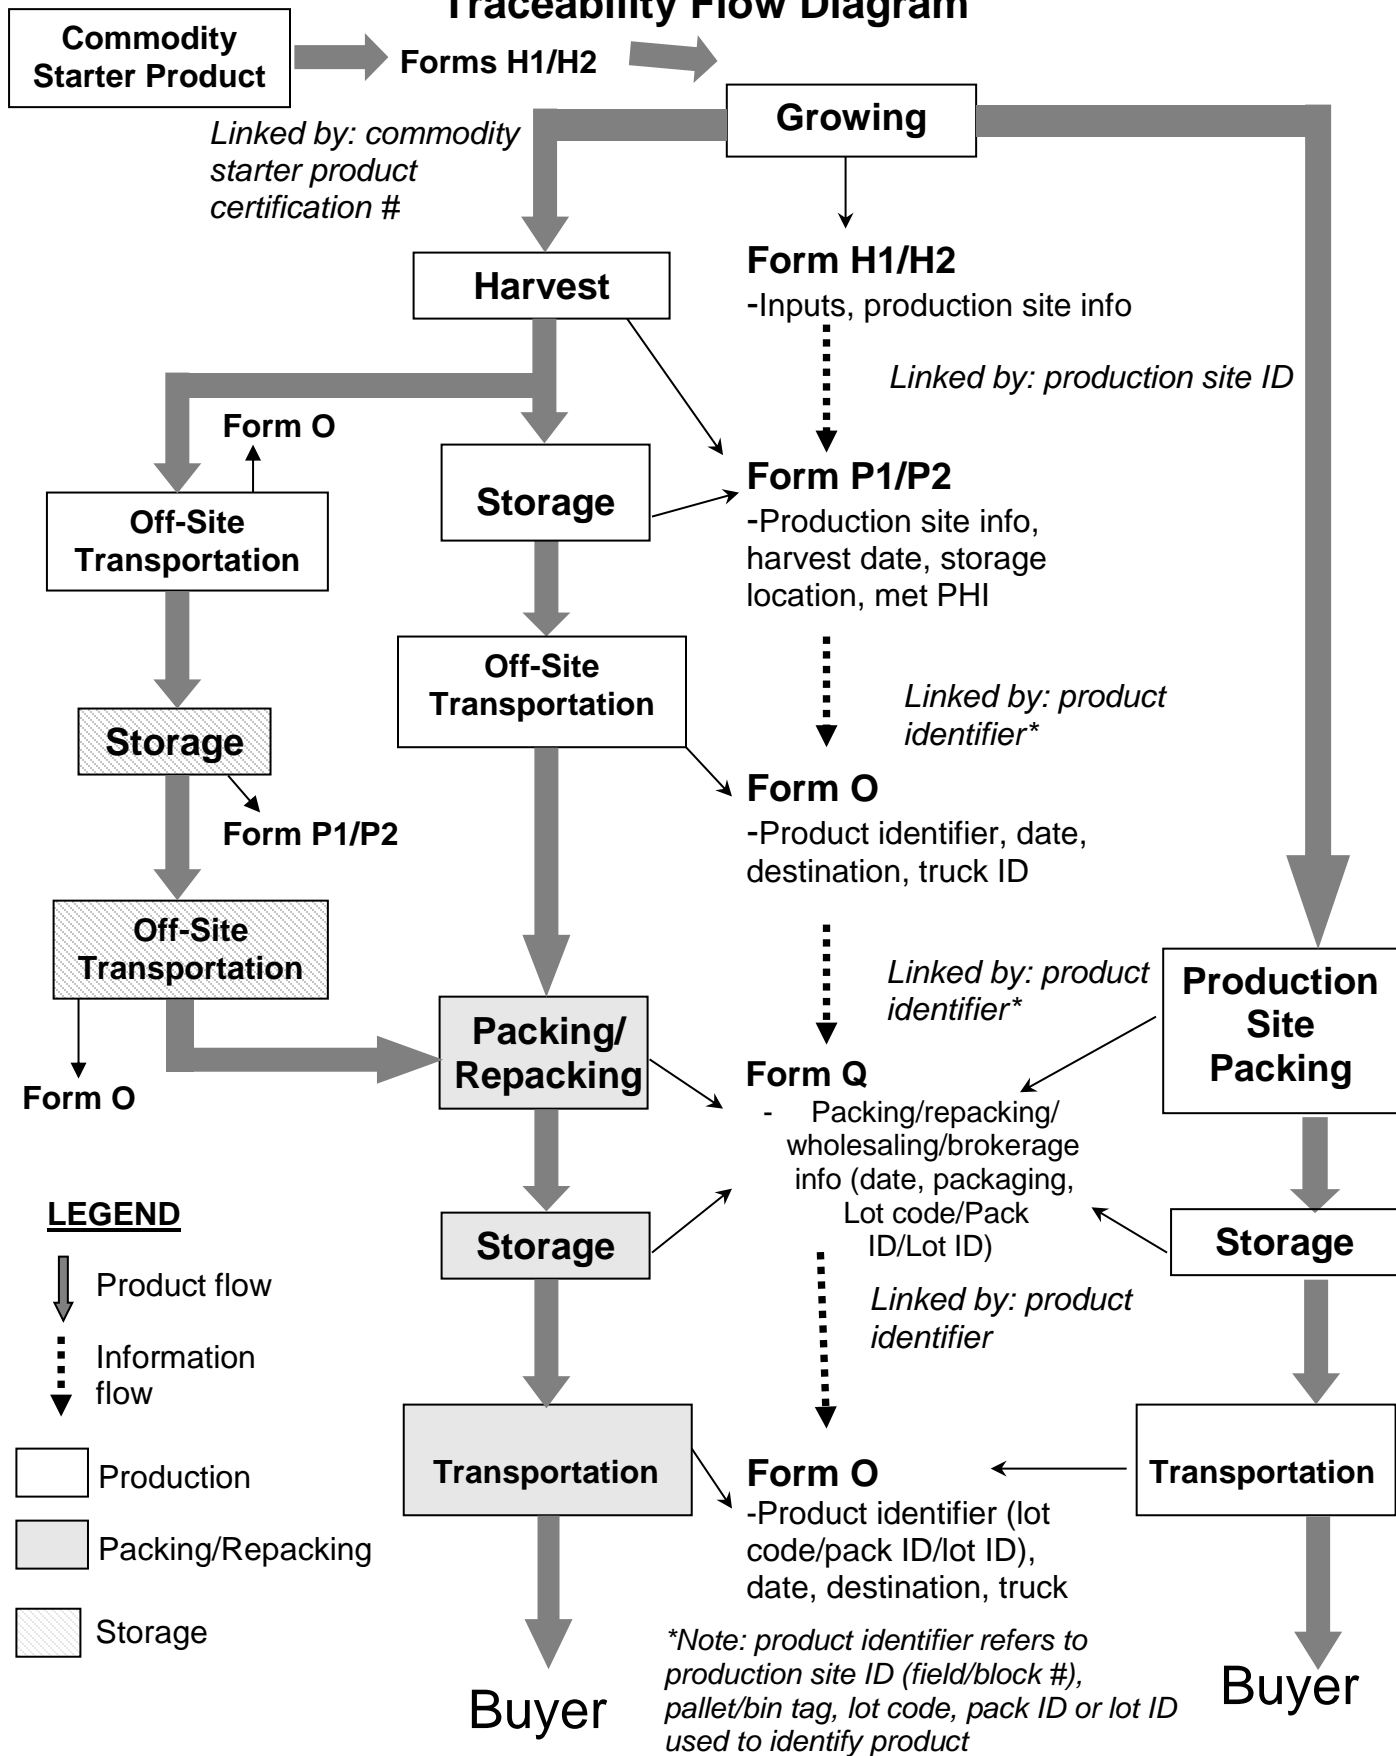 Traceability Flow Diagram
Commodity
Starter Product
Forms H1/H2
Growing
Linked by: commodity
starter product
certification #
Form H1/H2
-Inputs, production site info
Harvest
Linked by: production site ID
Form O
Storage
Form P1/P2
-Production site info,
harvest date, storage
location, met PHI
Off-Site
Transportation
Off-Site
Transportation
Linked by: product
identifier*
Storage
Form P1/P2
Form O
-Product identifier, date,
destination, truck ID
Off-Site
Transportation
Linked by: product
identifier*
Production
Site
Packing
Packing/
Repacking
Form O
Form Q
- Packing/repacking/
wholesaling/brokerage
info (date, packaging,
Lot code/Pack
ID/Lot ID)
Storage
Storage
LEGEND
Product flow
Information
flow
Production
Packing/Repacking
Storage
Linked by: product
identifier
Transportation
Form O
-Product identifier (lot
code/pack ID/lot ID),
date, destination, truck
Transportation
*Note: product identifier refers to
production site ID (field/block #),
pallet/bin tag, lot code, pack ID or lot ID
used to identify product
Buyer
Buyer